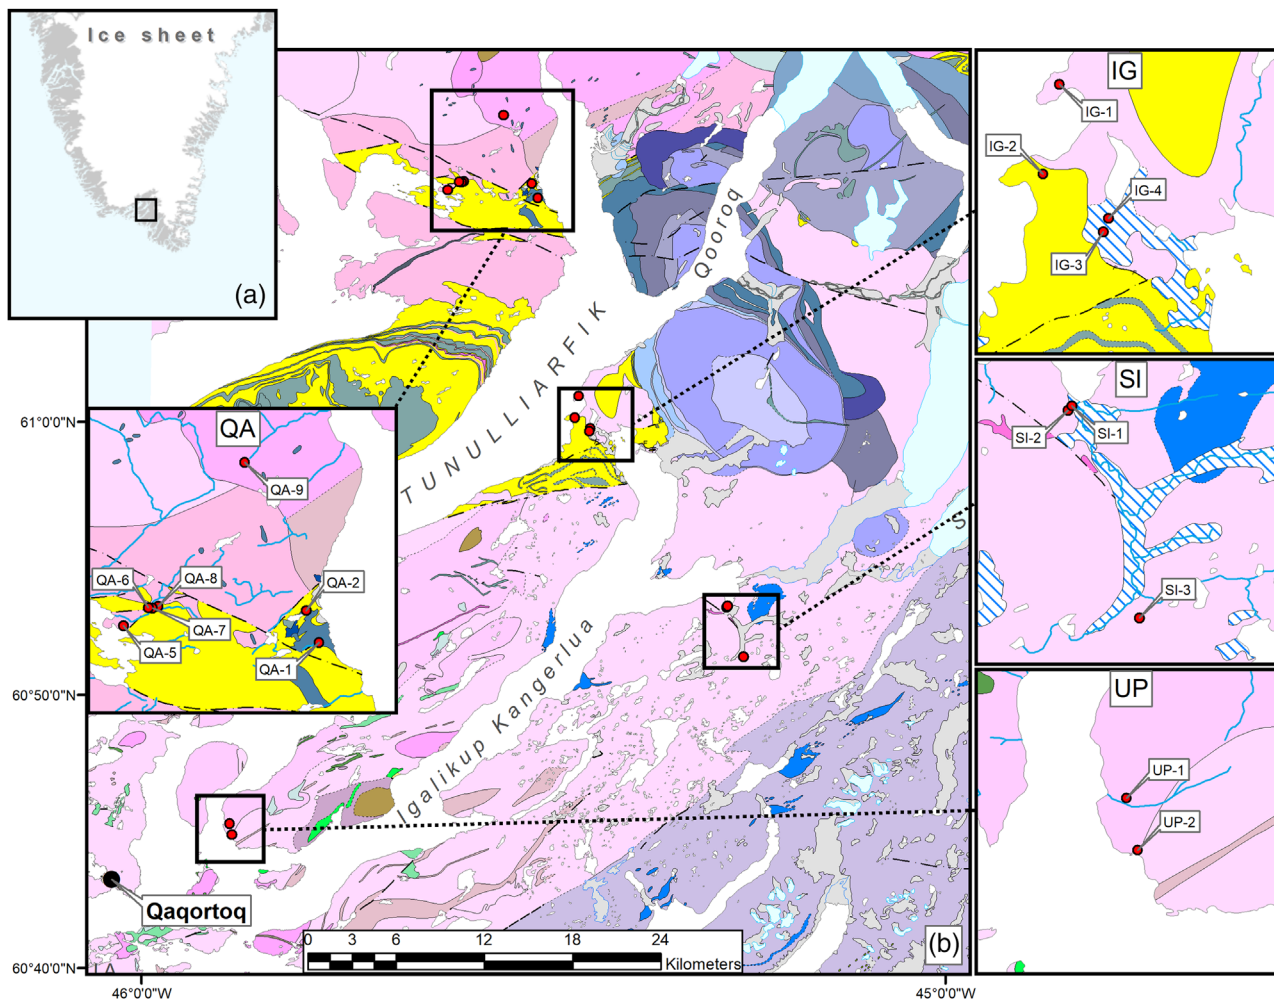 Ice sheet
(a)
IG
IG-1
IG-2
IG-4
IG-3
Qooroq
TUNULLIARFIK
SI
SI-2
SI-1
SI-3
61°0'0"N
QA
QA-9
QA-6
QA-8
QA-2
QA-7
QA-5
QA-1
S
60°50'0"N
Igalikup Kangerlua
UP
UP-1
UP-2
Qaqortoq
0 3 6 12 18 24
Kilometers
(b)
60°40'0"N
46°0'0"W
45°0'0"W